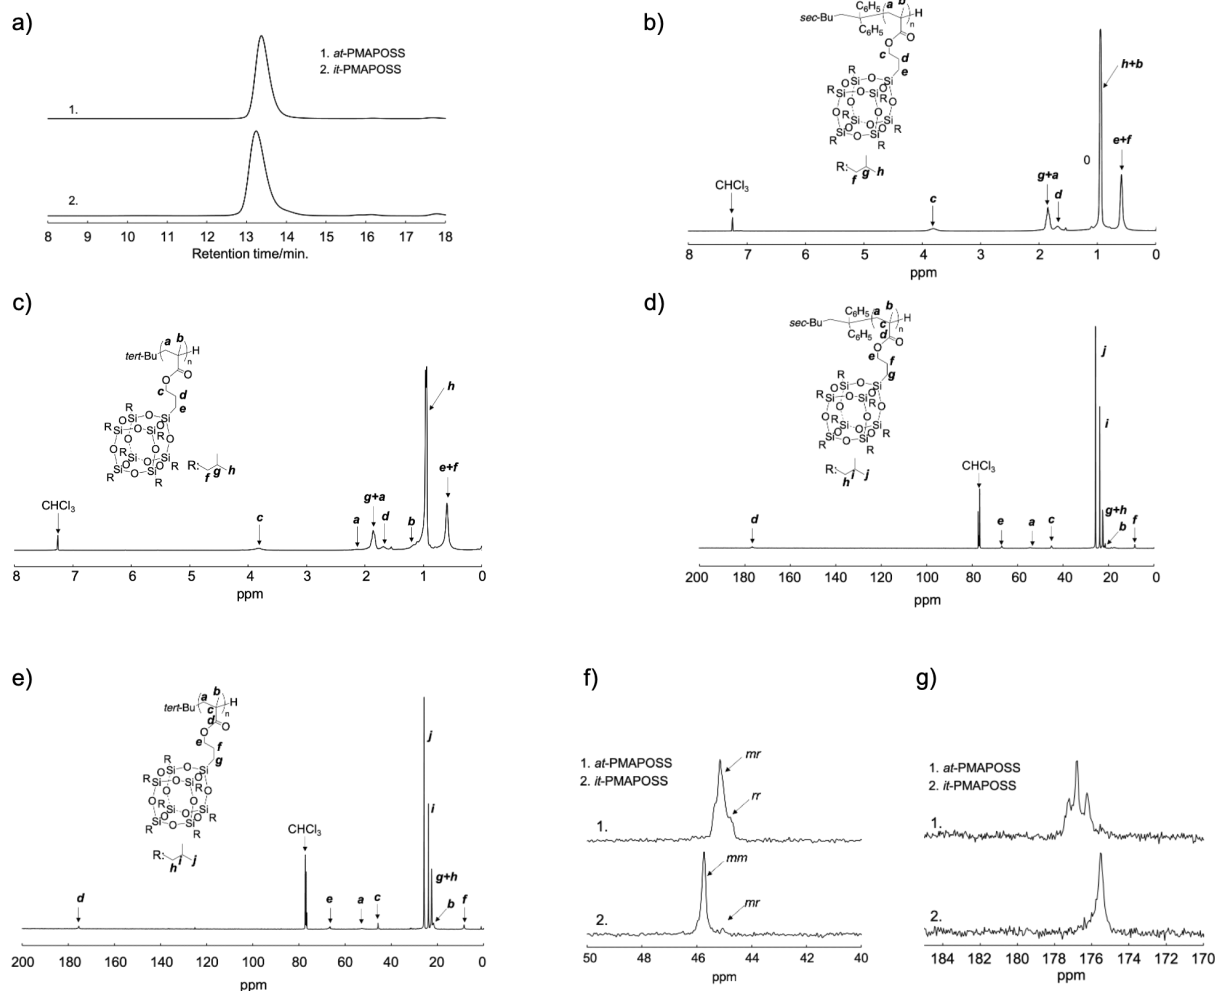 a)
1. at-PMAPOSS
2. it-PMAPOSS
1.
2.
8 9 10 11 12 13 14 15 16 17 18
Retention time/min.
b)
sec-Bu
C₆H₅
C₆H₅
a
b
H
n
O
O
c
d
e
R
Si
O
R:
f
g
h
CHCl₃
c
g+a
d
0
h+b
e+f
8 7 6 5 4 3 2 1 0
ppm
c)
tert-Bu
a
b
H
n
O
O
c
d
e
R
Si
O
R:
f
g
h
CHCl₃
c
a
g+a
d
b
h
e+f
8 7 6 5 4 3 2 1 0
ppm
d)
sec-Bu
C₆H₅
C₆H₅
a
b
c
d
H
n
O
O
e
f
g
R
Si
O
R:
h
i
j
d
CHCl₃
e
a
c
j
i
g+h
b
f
200 180 160 140 120 100 80 60 40 20 0
ppm
e)
tert-Bu
a
b
c
d
H
n
O
O
e
f
g
R
Si
O
R:
h
i
j
d
CHCl₃
e
a
c
j
i
g+h
b
f
200 180 160 140 120 100 80 60 40 20 0
ppm
f)
1. at-PMAPOSS
2. it-PMAPOSS
mr
rr
1.
mm
mr
2.
50 48 46 44 42 40
ppm
g)
1. at-PMAPOSS
2. it-PMAPOSS
1.
2.
184 182 180 178 176 174 172 170
ppm